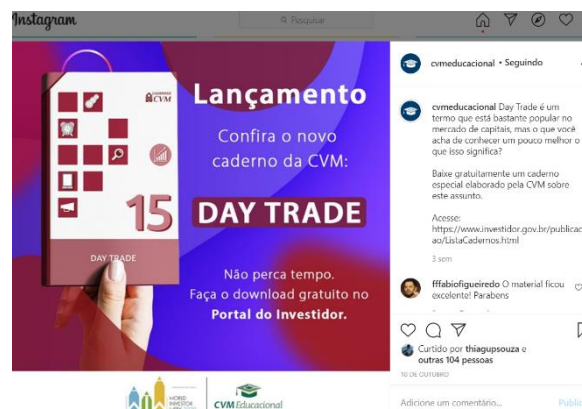 Instagram
Pesquisar
CADERNOS
CVM
15
DAY TRADE
Lançamento
Confira o novo
caderno da CVM:
DAY TRADE
Não perca tempo.
Faça o download gratuito no
Portal do Investidor.
WORLD
INVESTOR
CVM Educacional
cvmeducacional • Seguindo
cvmeducacional Day Trade é um
termo que está bastante popular no
mercado de capitais, mas o que você
acha de conhecer um pouco melhor o
que isso significa?
Baixe gratuitamente um caderno
especial elaborado pela CVM sobre
este assunto.
Acesse:
https://www.investidor.gov.br/publicac
ao/ListaCadernos.html
3 sem
fffabiofigueiredo O material ficou
excelente! Parabens
Curtido por thiagupsouza e
outras 104 pessoas
10 DE OUTUBRO
Adicione um comentário...
Public